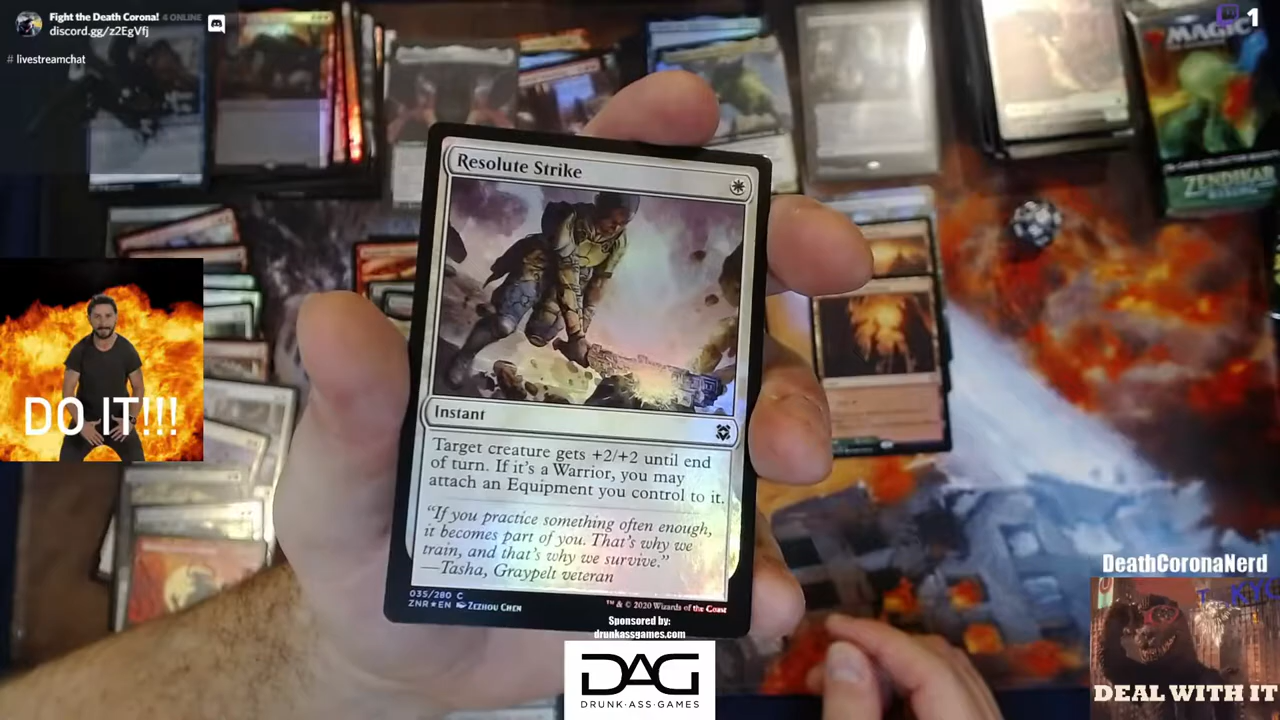 Fight the Death Corona! 4 ONLINE
discord.gg/z2EgVfj
# livestreamchat
1
MAGIC
ZENDIKAR
Resolute Strike
Instant
Target creature gets +2/+2 until end
of turn. If it's a Warrior, you may
attach an Equipment you control to it.
"If you practice something often enough,
it becomes part of you. That's why we
train, and that's why we survive."
—Tasha, Graypelt veteran
035/280 C
ZNR ★ EN Zezhou Chen
™ & © 2020 Wizards of the Coast
DO IT!!!
Sponsored by:
drunkassgames.com
DAG
DRUNK·ASS·GAMES
DeathCoronaNerd
DEAL WITH IT